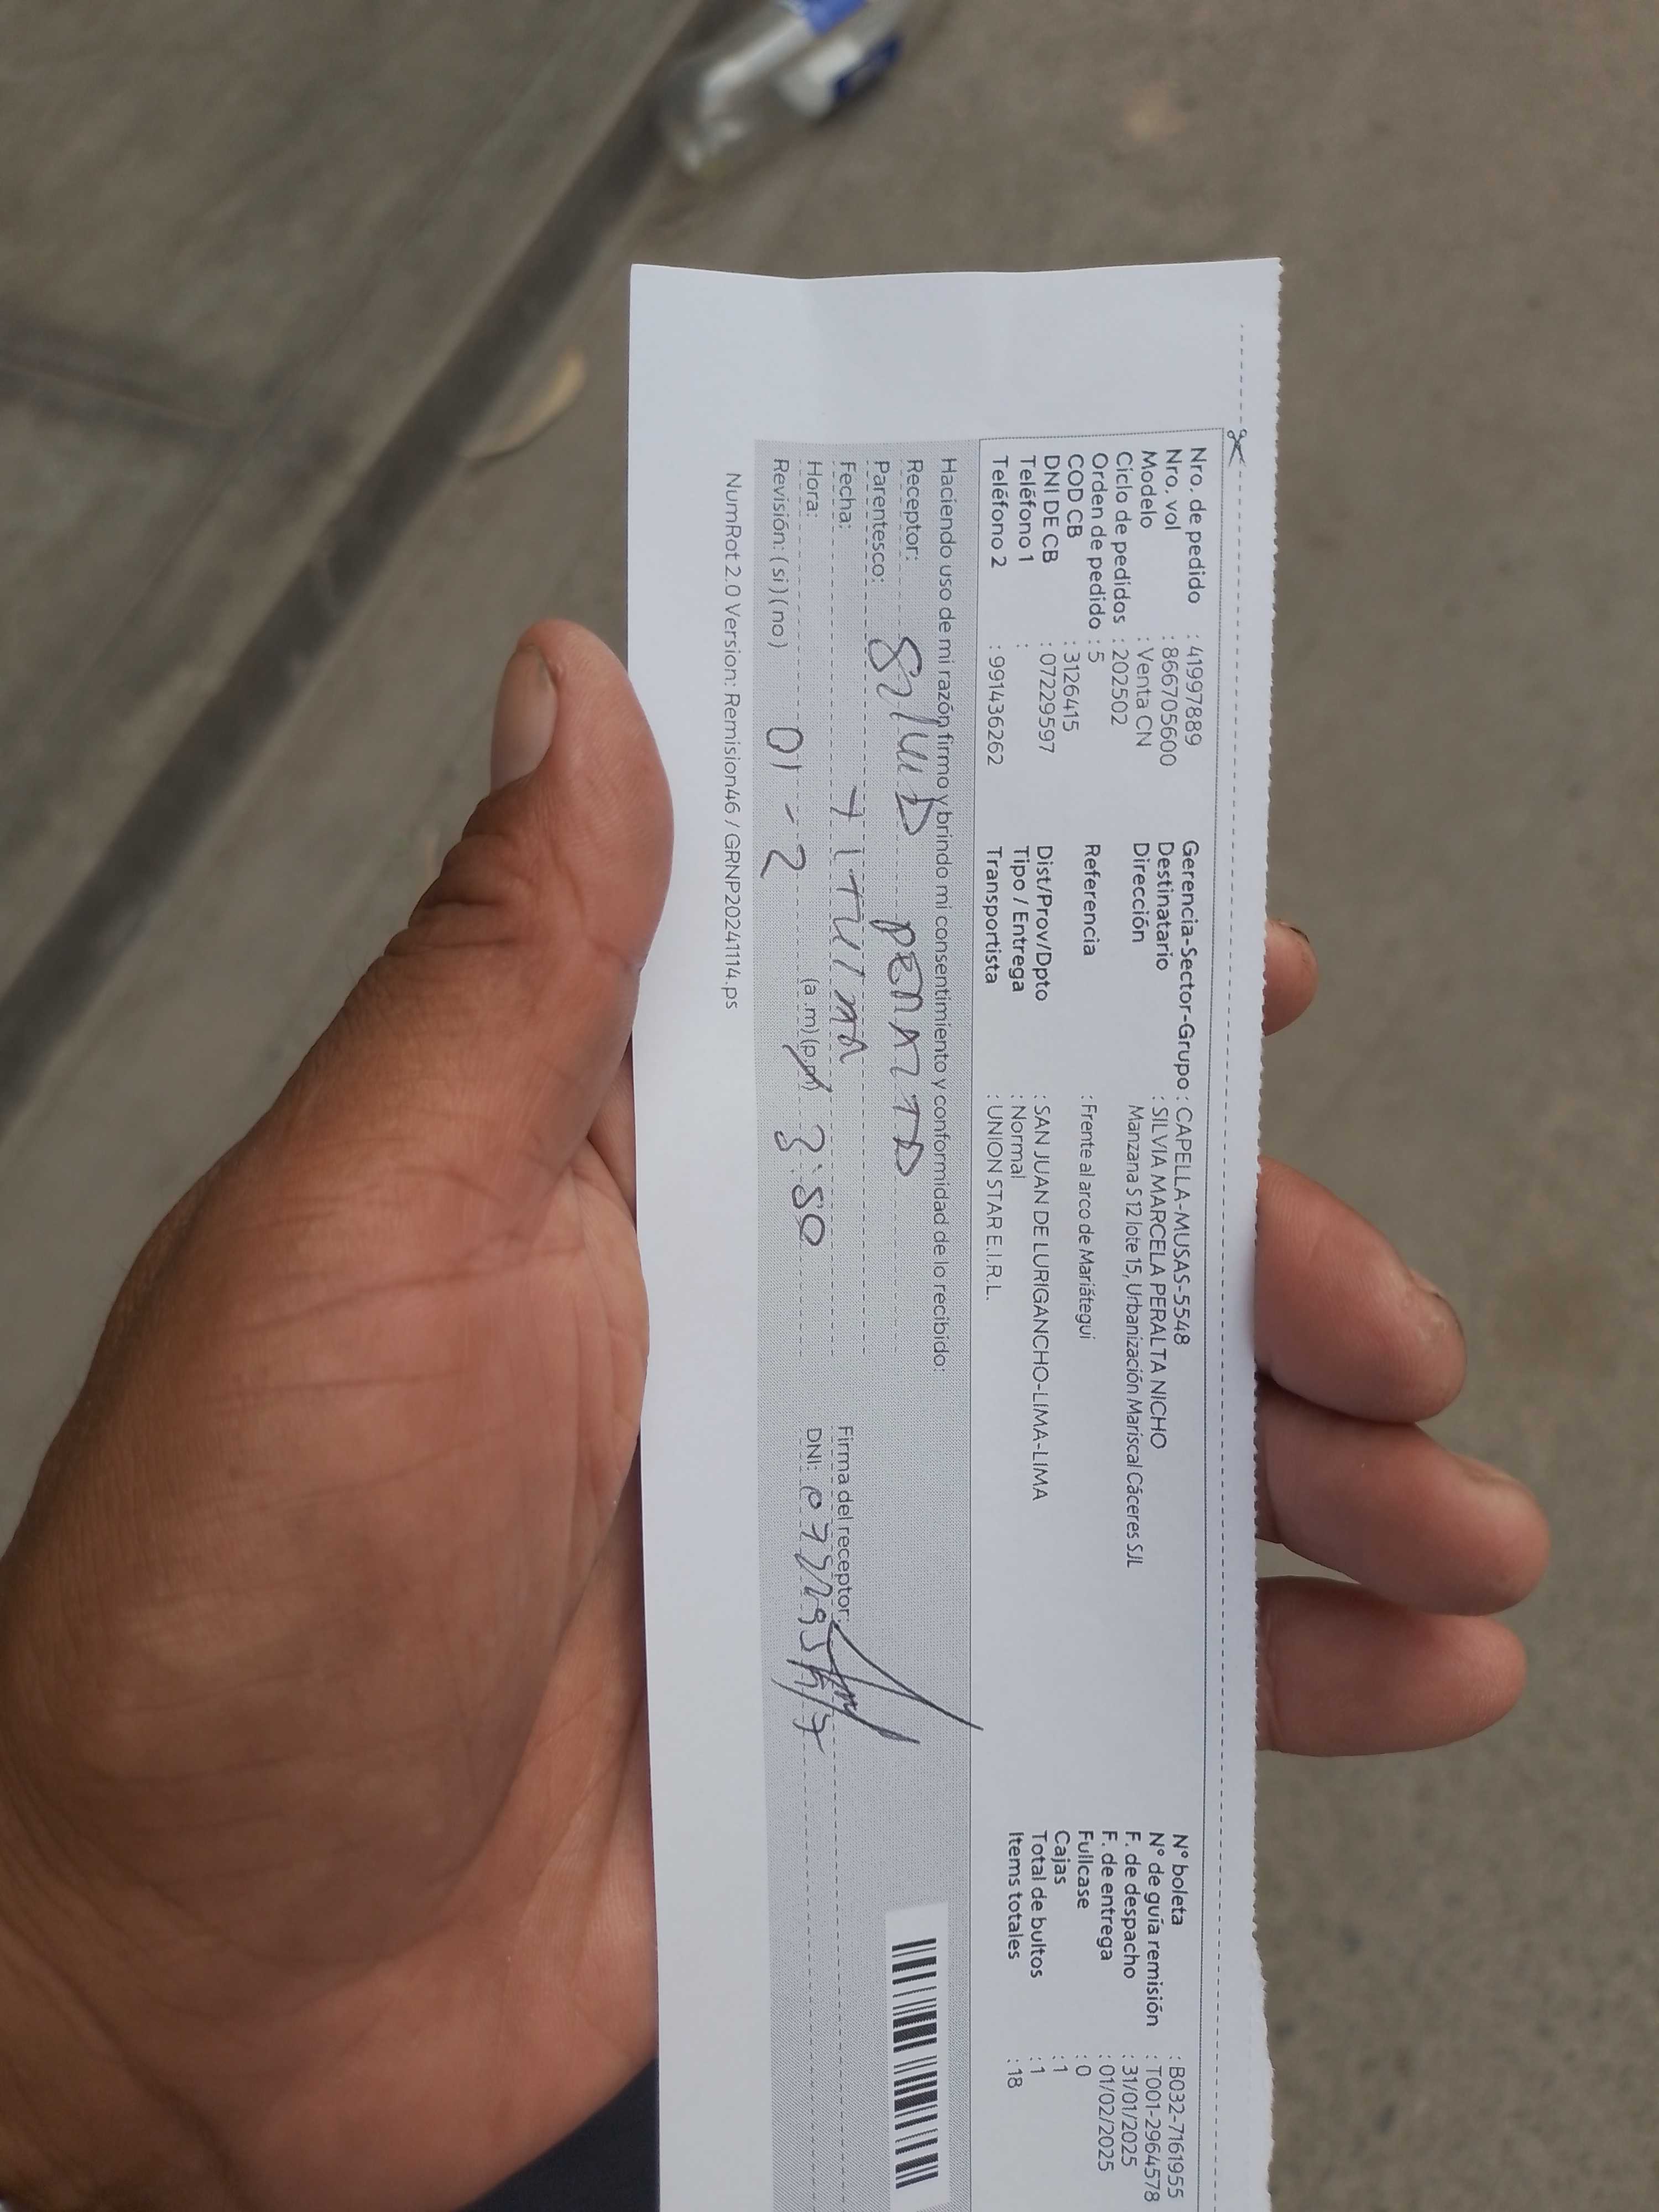 Nro. de pedido : 41997889
Nro. vol : 866705600
Modelo : Venta CN
Ciclo de pedidos : 202502
Orden de pedido : 5
COD CB : 3126415
DNI DE CB : 07229597
Teléfono 1 :
Teléfono 2 : 991436262
Gerencia-Sector-Grupo : CAPELLA-MUSAS-5548
Destinatario : SILVIA MARCELA PERALTA NICHO
Dirección Manzana S 12 lote 15, Urbanización Mariscal Cáceres SJL
Referencia : Frente al arco de Mariátegui
Dist/Prov/Dpto : SAN JUAN DE LURIGANCHO-LIMA-LIMA
Tipo / Entrega : Normal
Transportista : UNION STAR E.I.R.L.
N° boleta : B032-7161955
N° de guía remisión : T001-2964578
F. de despacho : 31/01/2025
F. de entrega : 01/02/2025
Fullcase : 0
Cajas : 1
Total de bultos : 1
Items totales : 18
Haciendo uso de mi razón firmo y brindo mi consentimiento y conformidad de lo recibido:
Receptor:
Parentesco:
Fecha: 01-2
Hora: (a.m)(p.m) 3:50
Revisión: (si)(no)
Firma del receptor:
DNI:
NumRot 2.0 Version: Remision46 / GRNP20241114.ps